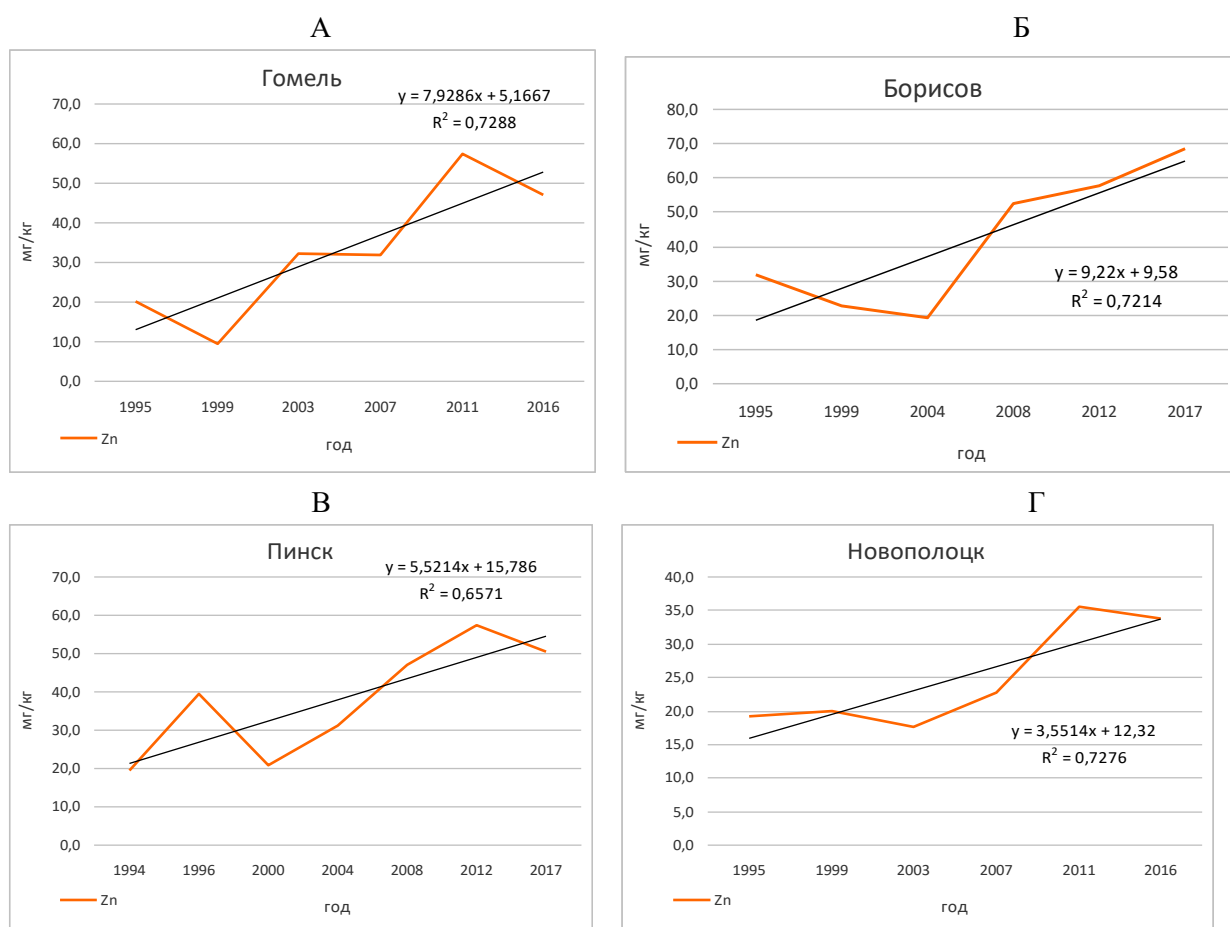 А
Гомель
y = 7,9286x + 5,1667
R² = 0,7288
70,0
60,0
50,0
40,0
30,0
20,0
10,0
0,0
мг/кг
1995 1999 2003 2007 2011 2016
Zn
год
Б
Борисов
80,0
70,0
60,0
50,0
40,0
30,0
20,0
10,0
0,0
мг/кг
y = 9,22x + 9,58
R² = 0,7214
1995 1999 2004 2008 2012 2017
Zn
год
В
Пинск
y = 5,5214x + 15,786
R² = 0,6571
70,0
60,0
50,0
40,0
30,0
20,0
10,0
0,0
мг/кг
1994 1996 2000 2004 2008 2012 2017
Zn
год
Г
Новополоцк
40,0
35,0
30,0
25,0
20,0
15,0
10,0
5,0
0,0
мг/кг
y = 3,5514x + 12,32
R² = 0,7276
1995 1999 2003 2007 2011 2016
Zn
год